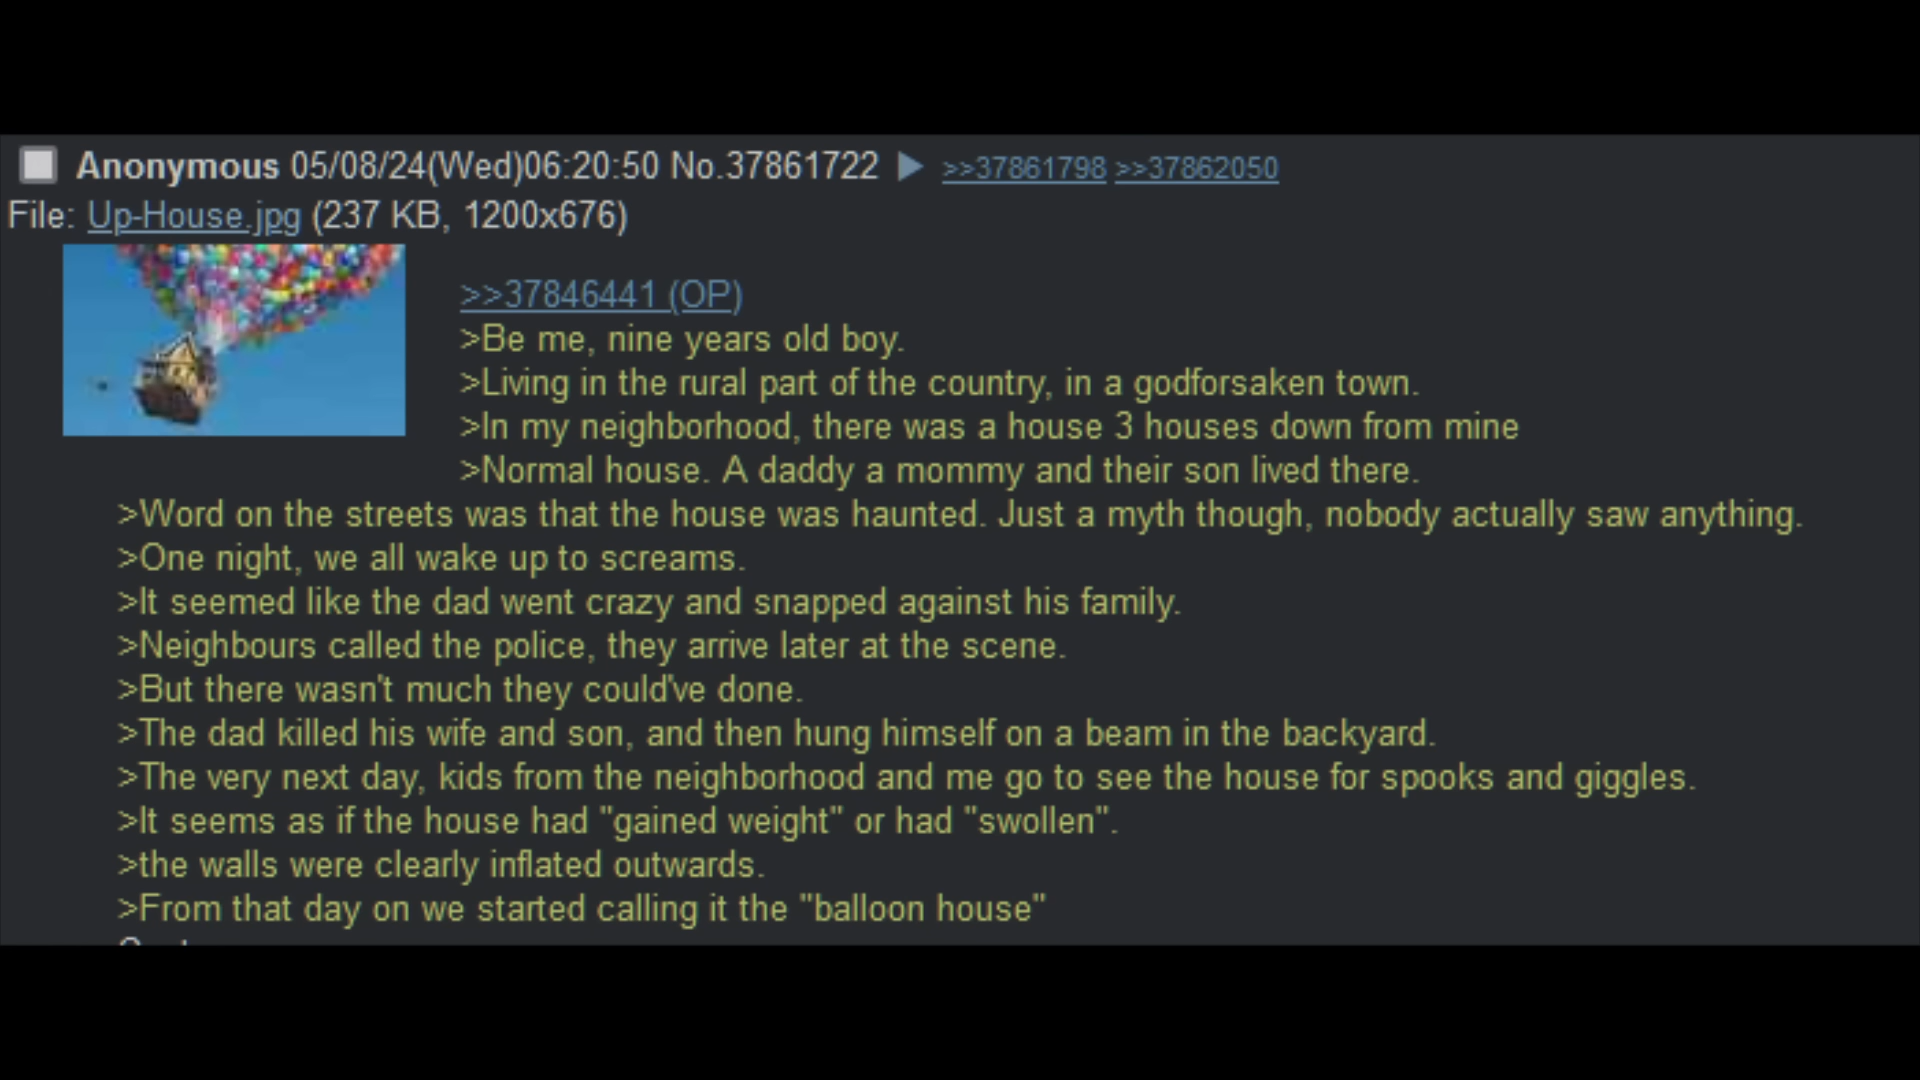 Anonymous 05/08/24(Wed)06:20:50 No.37861722 ▶ >>37861798 >>37862050
File: Up-House.jpg (237 KB, 1200x676)
>>37846441 (OP)
>Be me, nine years old boy.
>Living in the rural part of the country, in a godforsaken town.
>In my neighborhood, there was a house 3 houses down from mine
>Normal house. A daddy a mommy and their son lived there.
>Word on the streets was that the house was haunted. Just a myth though, nobody actually saw anything.
>One night, we all wake up to screams.
>It seemed like the dad went crazy and snapped against his family.
>Neighbours called the police, they arrive later at the scene.
>But there wasn't much they could've done.
>The dad killed his wife and son, and then hung himself on a beam in the backyard.
>The very next day, kids from the neighborhood and me go to see the house for spooks and giggles.
>It seems as if the house had "gained weight" or had "swollen".
>the walls were clearly inflated outwards.
>From that day on we started calling it the "balloon house"